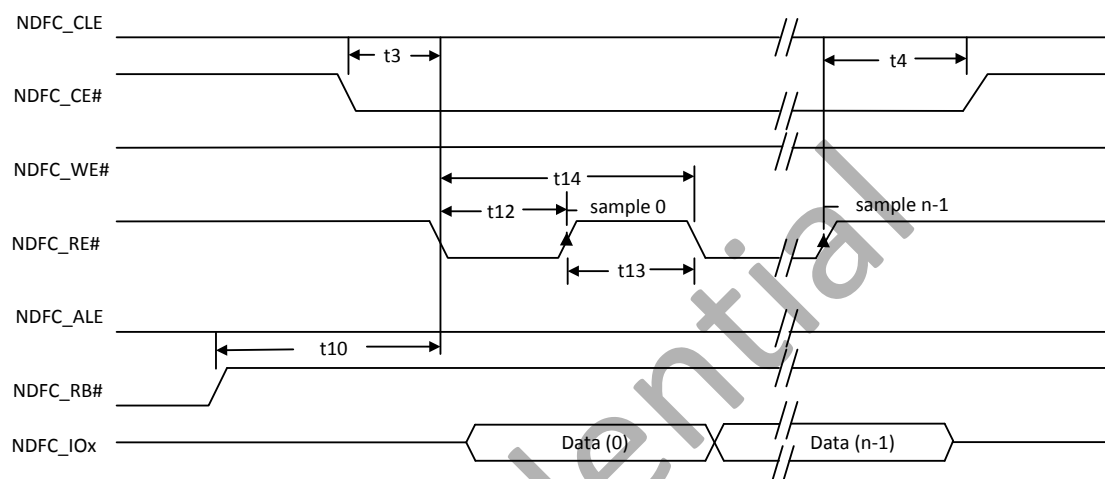 NDFC_CLE
t3
t4
NDFC_CE#
NDFC_WE#
t14
t12
sample 0
sample n-1
NDFC_RE#
t13
NDFC_ALE
t10
NDFC_RB#
NDFC_IOx
Data (0)
Data (n-1)
dential